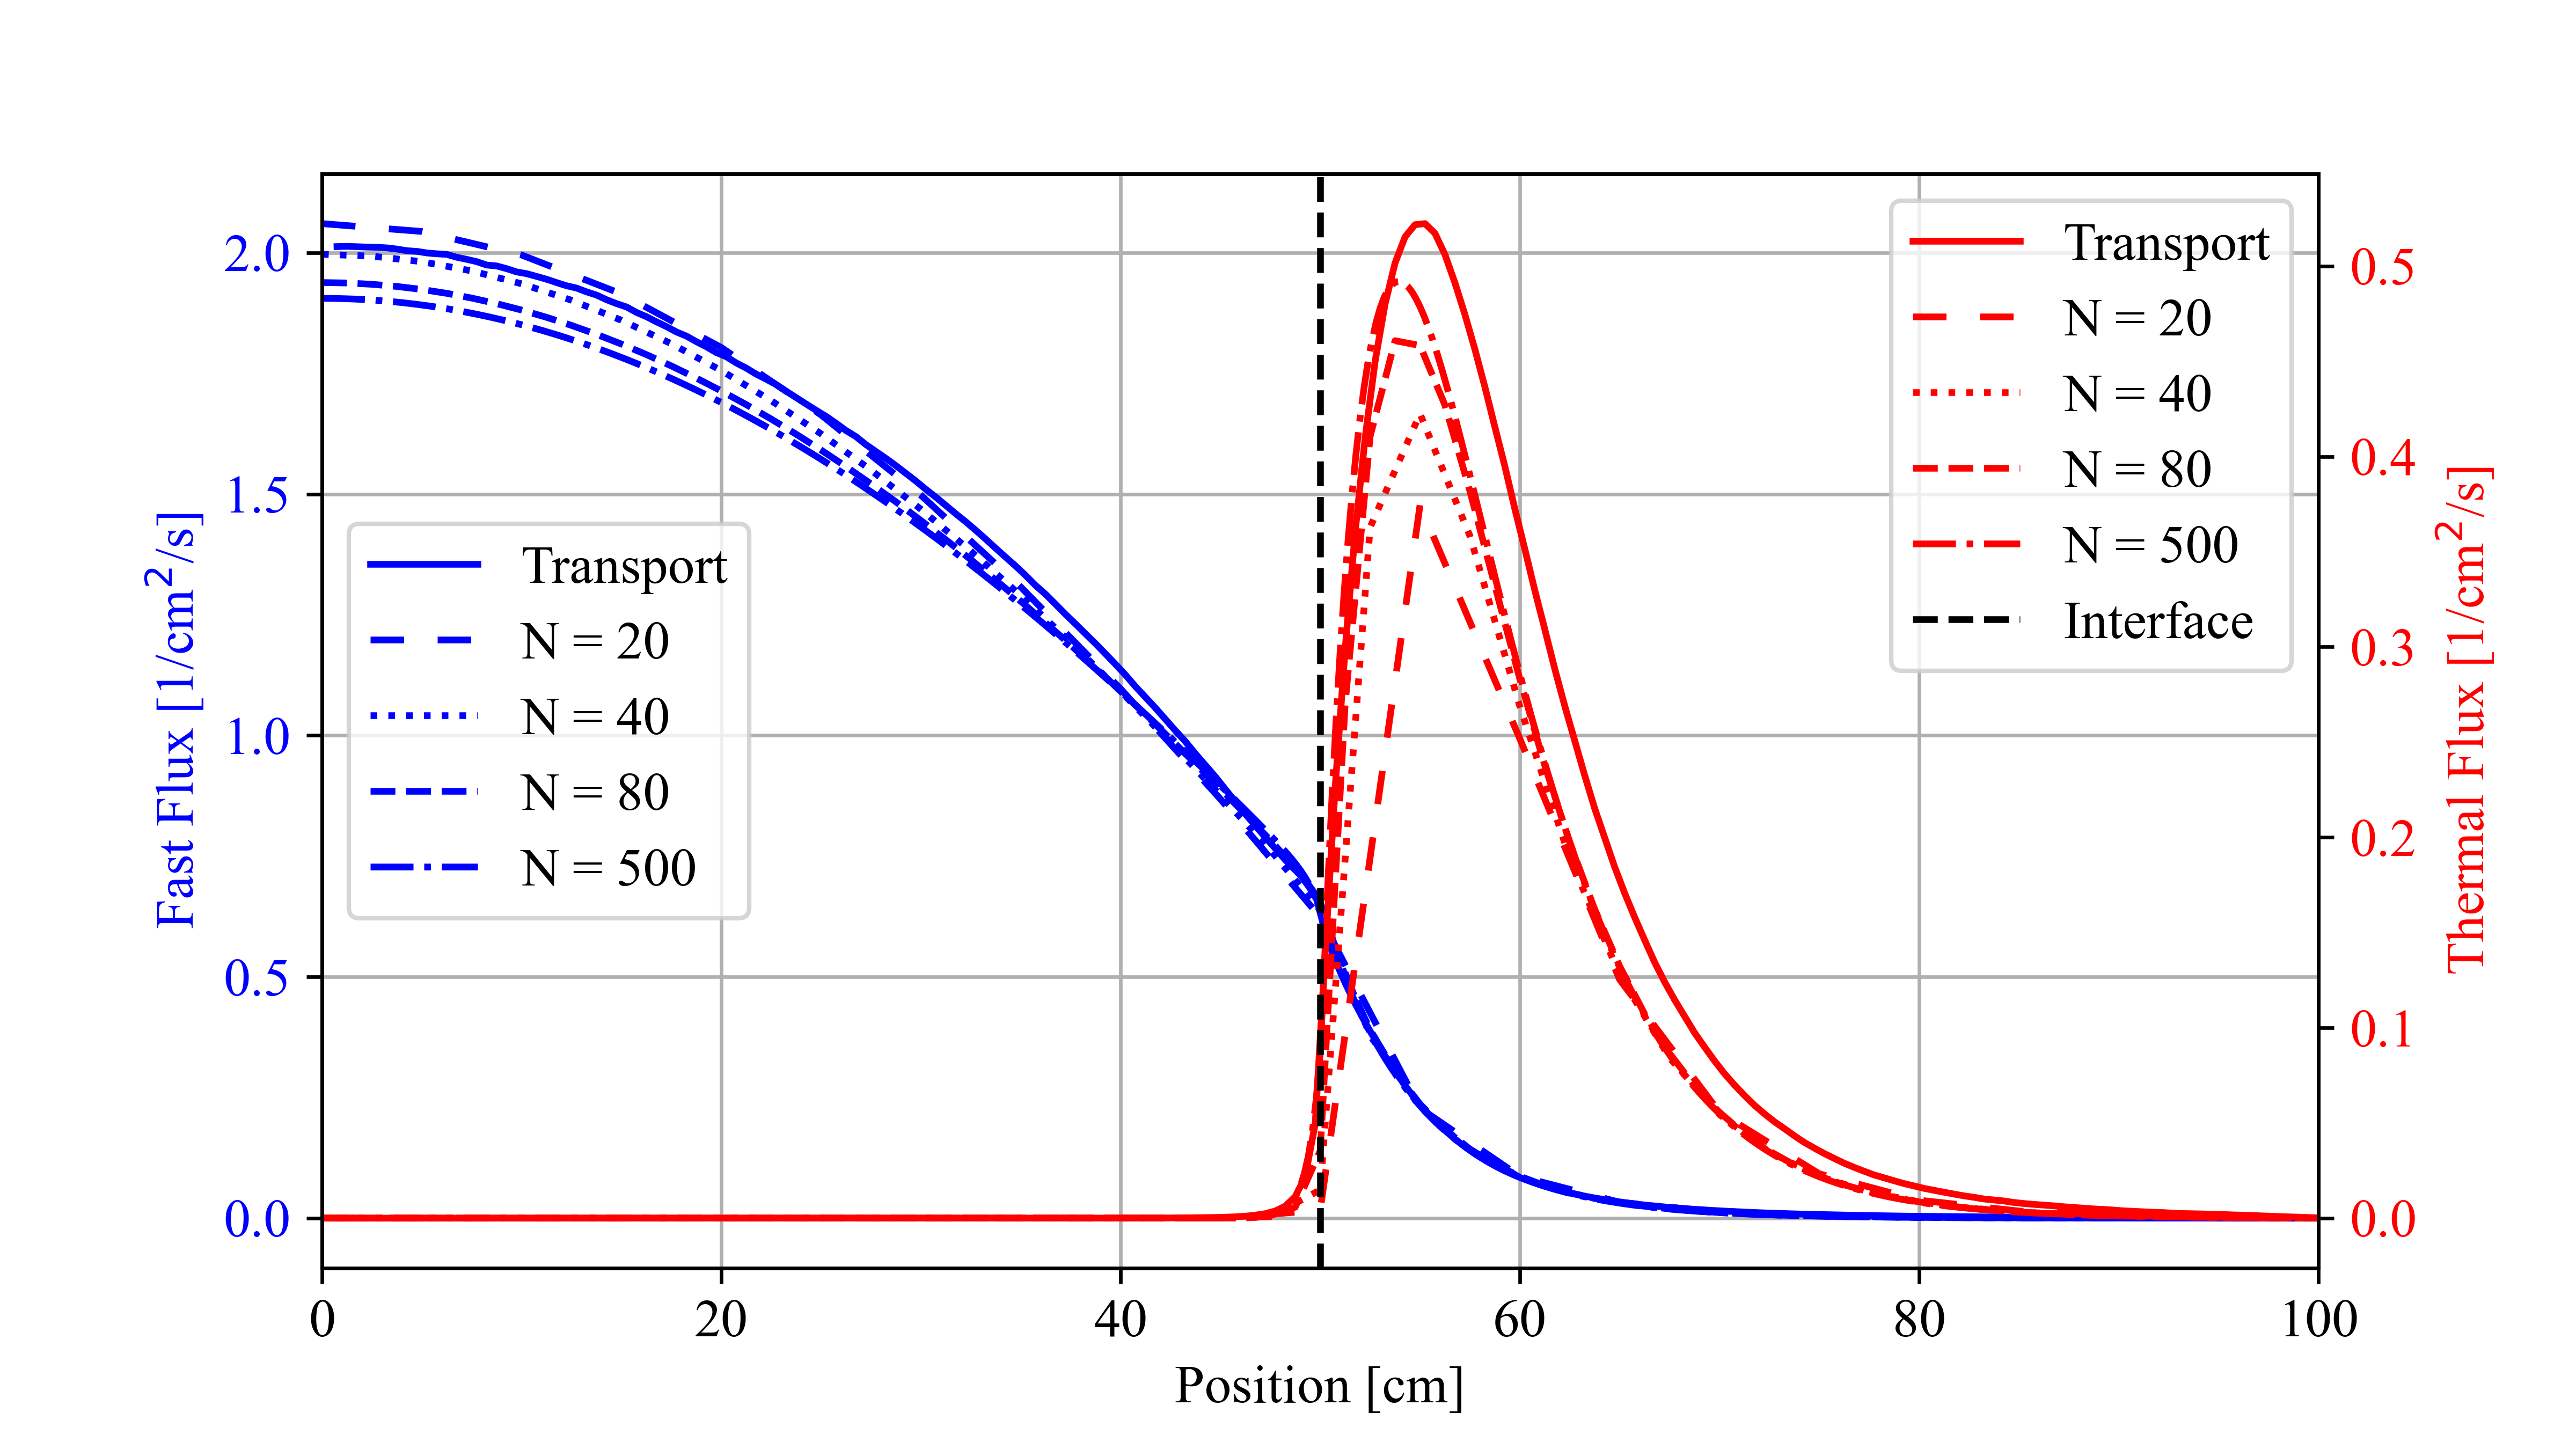 Fast Flux [1/cm²/s]
2.0
1.5
1.0
0.5
0.0
Transport
N = 20
N = 40
N = 80
N = 500
Transport
N = 20
N = 40
N = 80
N = 500
Interface
0.5
0.4
0.3
0.2
0.1
0.0
Thermal Flux [1/cm²/s]
0 20 40 60 80 100
Position [cm]